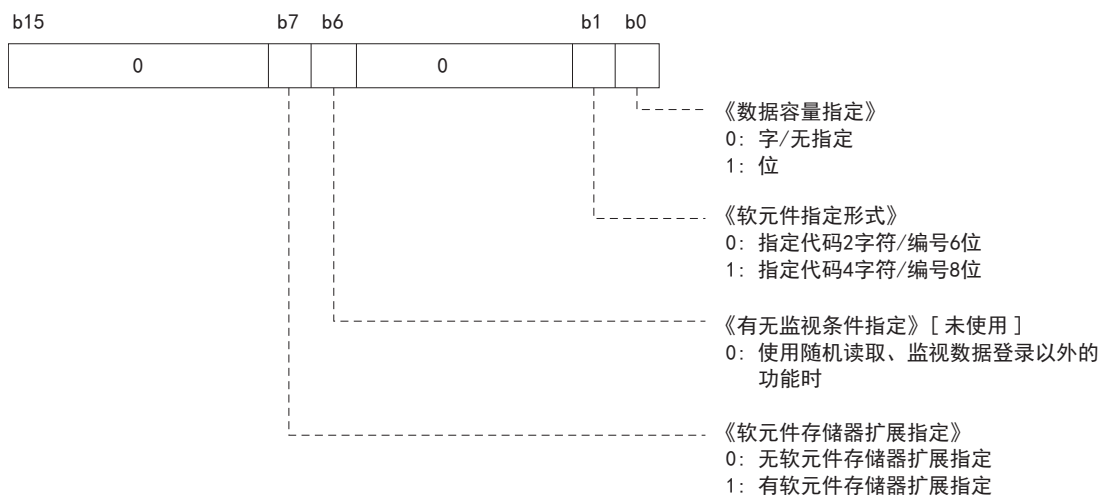 b15 b7 b6 b1 b0
0 0
《数据容量指定》
0: 字/无指定
1: 位
《软元件指定形式》
0: 指定代码2字符/编号6位
1: 指定代码4字符/编号8位
《有无监视条件指定》[ 未使用 ]
0: 使用随机读取、监视数据登录以外的
功能时
《软元件存储器扩展指定》
0: 无软元件存储器扩展指定
1: 有软元件存储器扩展指定